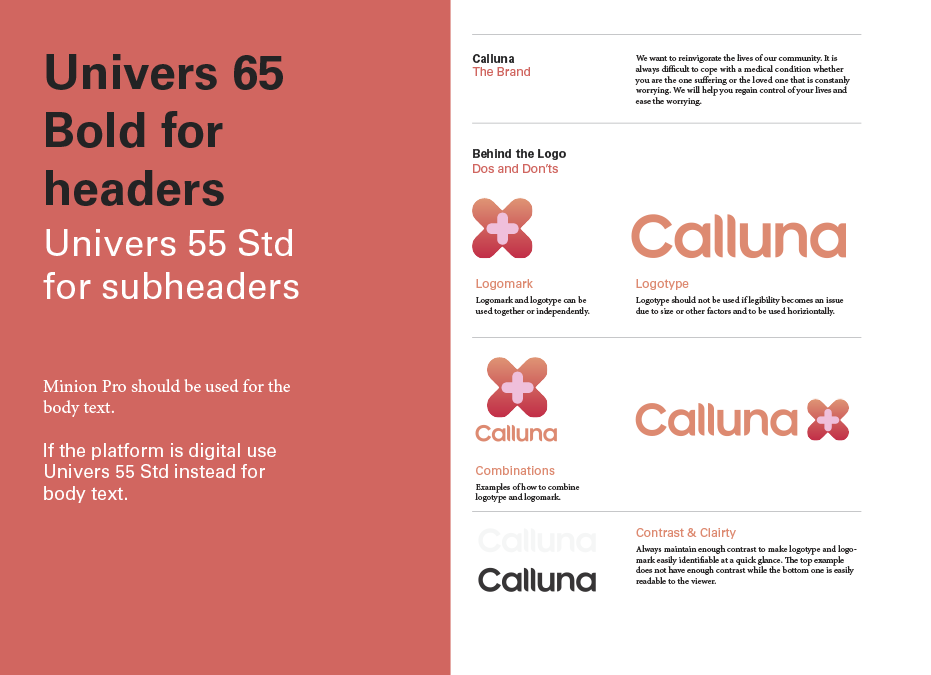 Univers 65
Bold for
headers
Univers 55 Std
for subheaders
Minion Pro should be used for the
body text.
If the platform is digital use
Univers 55 Std instead for
body text.
Calluna
The Brand
We want to reinvigorate the lives of our community. It is
always difficult to cope with a medical condition whether
you are the one suffering or the loved one that is constanly
worrying. We will help you regain control of your lives and
ease the worrying.
Behind the Logo
Dos and Don'ts
Calluna
Logomark
Logomark and logotype can be
used together or independently.
Logotype
Logotype should not be used if legibility becomes an issue
due to size or other factors and to be used horiziontally.
Calluna
Calluna
Combinations
Examples of how to combine
logotype and logomark.
Calluna
Calluna
Contrast & Clairty
Always maintain enough contrast to make logotype and logo-
mark easily identifiable at a quick glance. The top example
does not have enough contrast while the bottom one is easily
readable to the viewer.